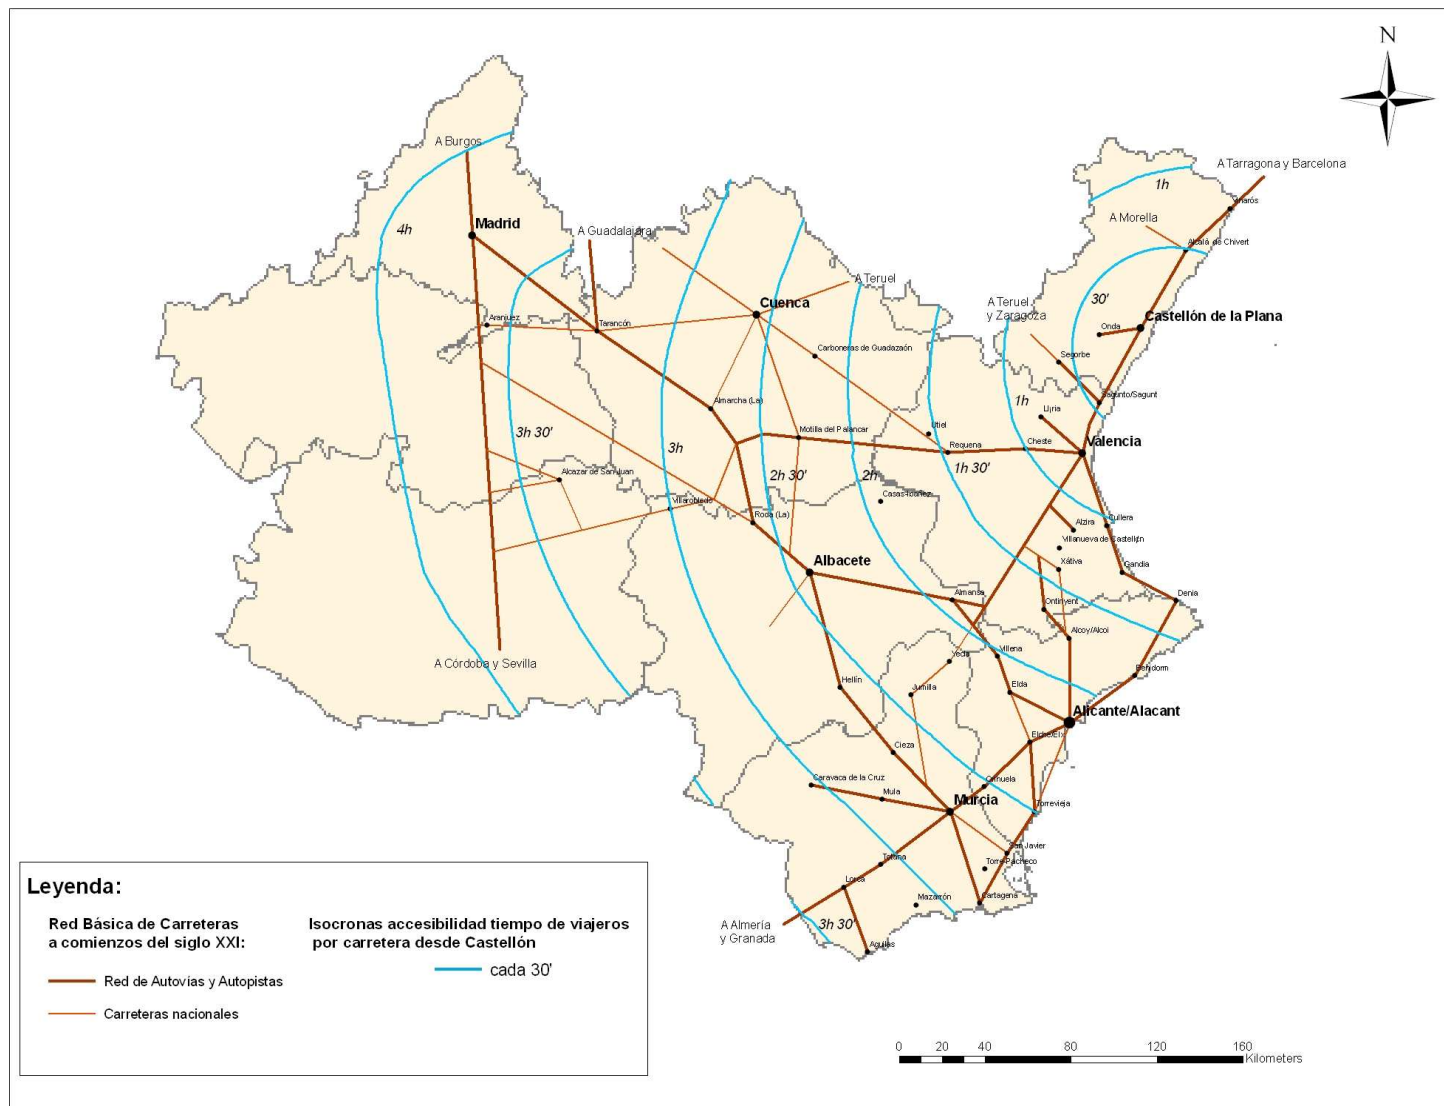 N
A Burgos
A Tarragona y Barcelona
1h
Vinarós
4h
Madrid
A Guadalajara
A Morella
Alcalá de Chivert
A Teruel
Cuenca
30'
A Teruel
y Zaragoza
Castellón de la Plana
Onda
Aranjuez
Tarancón
Carboneras de Guadazaón
Segorbe
Almarcha (La)
1h
Sagunto/Sagunt
Llíria
3h 30'
3h
Motilla del Palancar
Utiel
Requena
Cheste
Valencia
Alcazar de San Juan
2h 30'
2h
1h 30'
Villarobledo
Casas-Ibáñez
Roda (La)
Cullera
Alzira
Villanueva de Castellón
Albacete
Xátiva
Gandia
Almansa
Denia
Ontinyent
Alcoy/Alcoi
A Córdoba y Sevilla
Villena
Yecla
Benidorm
Hellín
Jumilla
Elda
Alicante/Alacant
Elche/Elx
Cieza
Caravaca de la Cruz
Orihuela
Mula
Murcia
Torrevieja
San Javier
Totana
Torre-Pacheco
Lorca
Mazarrón
Cartagena
A Almería
y Granada
3h 30'
Aguilas
Leyenda:
Red Básica de Carreteras
a comienzos del siglo XXI:
Isocronas accesibilidad tiempo de viajeros
por carretera desde Castellón
cada 30'
Red de Autovías y Autopistas
Carreteras nacionales
0 20 40 80 120 160
Kilometers